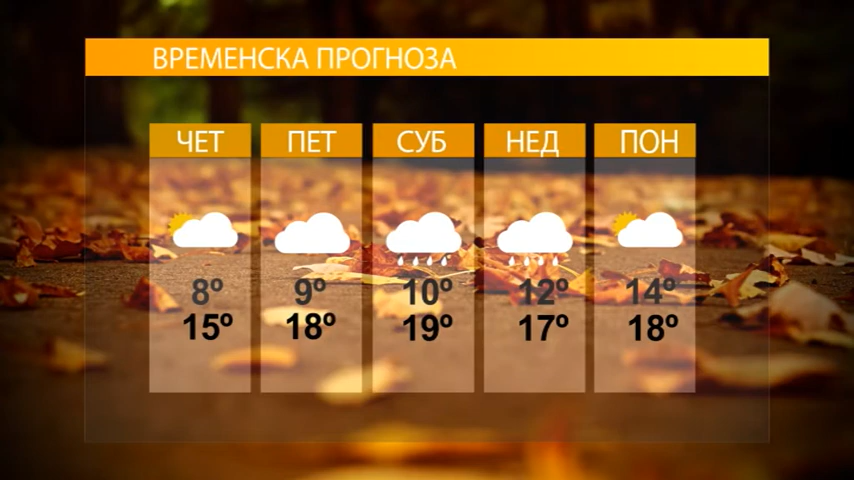 ВРЕМЕНСКА ПРОГНОЗА
ЧЕТ ПЕТ СУБ НЕД ПОН
8º 9º 10º 12º 14º
15º 18º 19º 17º 18º